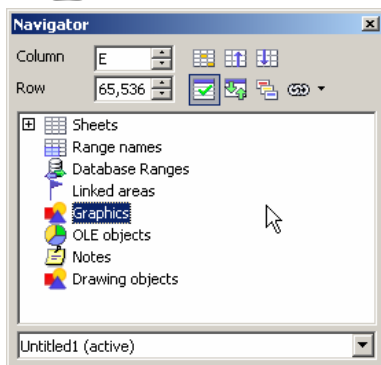 Navigator
Column E
Row 65,536
Sheets
Range names
Database Ranges
Linked areas
Graphics
OLE objects
Notes
Drawing objects
Untitled1 (active)